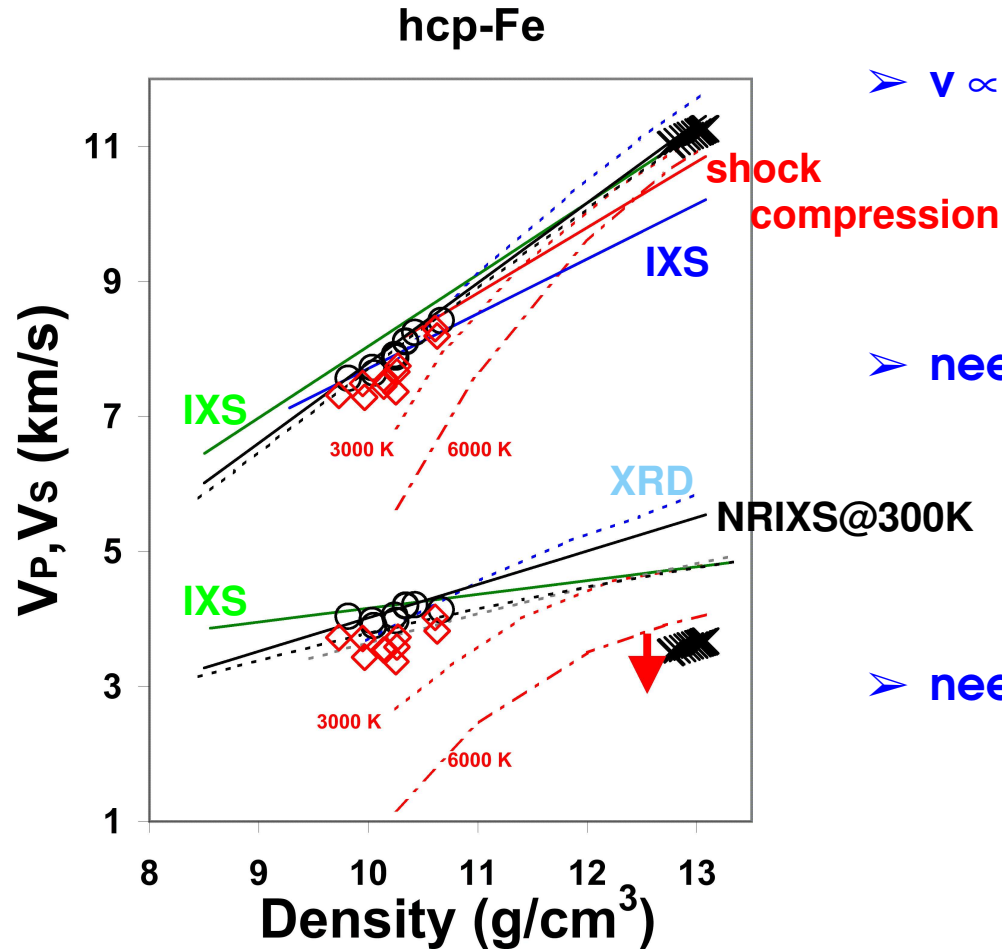 hcp-Fe
➢ v ∝
11
shock
compression
IXS
9
➢ nee
7
IXS
3000 K
6000 K
XRD
NRIXS@300K
5
IXS
3
3000 K
➢ nee
6000 K
1
8 9 10 11 12 13
Density (g/cm³)
VP,VS (km/s)